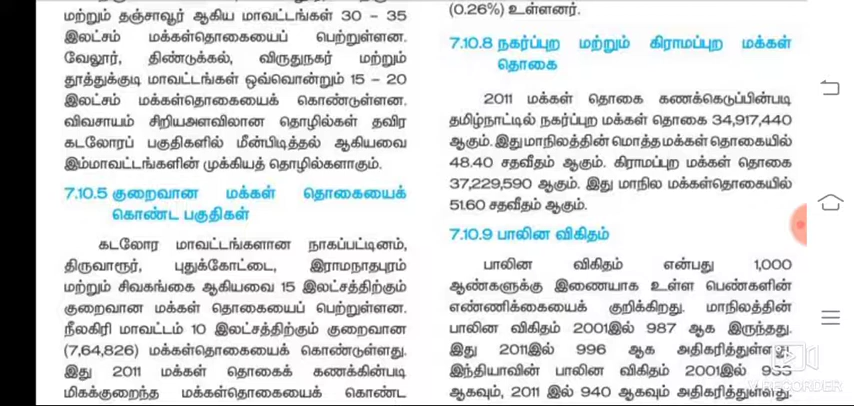 மற்றும் தஞ்சாவூர் ஆகிய மாவட்டங்கள் 30 – 35
இலட்சம் மக்கள்தொகையைப் பெற்றுள்ளன.
வேலூர், திண்டுக்கல், விருதுநகர் மற்றும்
தூத்துக்குடி மாவட்டங்கள் ஒவ்வொன்றும் 15 – 20
இலட்சம் மக்கள்தொகையைக் கொண்டுள்ளன.
விவசாயம் சிறியஅளவிலான தொழில்கள் தவிர
கடலோரப் பகுதிகளில் மீன்பிடித்தல் ஆகியவை
இம்மாவட்டங்களின் முக்கியத் தொழில்களாகும்.
7.10.5 குறைவான மக்கள் தொகையைக்
கொண்ட பகுதிகள்
கடலோர மாவட்டங்களான நாகப்பட்டினம்,
திருவாரூர், புதுக்கோட்டை, இராமநாதபுரம்
மற்றும் சிவகங்கை ஆகியவை 15 இலட்சத்திற்கும்
குறைவான மக்கள் தொகையைப் பெற்றுள்ளன.
நீலகிரி மாவட்டம் 10 இலட்சத்திற்கும் குறைவான
(7,64,826) மக்கள்தொகையைக் கொண்டுள்ளது.
இது 2011 மக்கள் தொகைக் கணக்கின்படி
மிகக்குறைந்த மக்கள்தொகையைக் கொண்ட
(0.26%) உள்ளனர்.
7.10.8 நகர்ப்புற மற்றும் கிராமப்புற மக்கள்
தொகை
2011 மக்கள் தொகை கணக்கெடுப்பின்படி
தமிழ்நாட்டில் நகர்ப்புற மக்கள் தொகை 34,917,440
ஆகும். இது மாநிலத்தின் மொத்த மக்கள் தொகையில்
48.40 சதவீதம் ஆகும். கிராமப்புற மக்கள் தொகை
37,229,590 ஆகும். இது மாநில மக்கள்தொகையில்
51.60 சதவீதம் ஆகும்.
7.10.9 பாலின விகிதம்
பாலின விகிதம் என்பது 1,000
ஆண்களுக்கு இணையாக உள்ள பெண்களின்
எண்ணிக்கையைக் குறிக்கிறது. மாநிலத்தின்
பாலின விகிதம் 2001இல் 987 ஆக இருந்தது.
இது 2011இல் 996 ஆக அதிகரித்துள்ளது.
இந்தியாவின் பாலின விகிதம் 2001இல்
ஆகவும், 2011 இல் 940 ஆகவும் அதிகரித்துள்ளது.